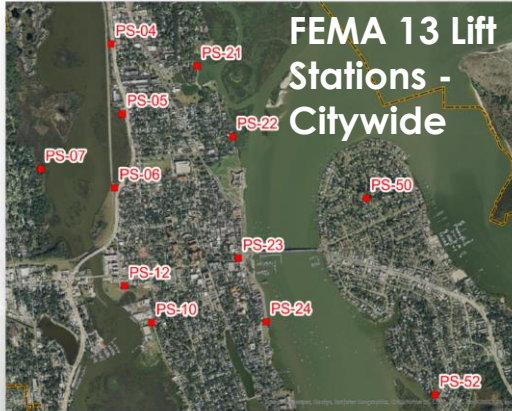 FEMA 13 Lift
Stations -
Citywide
PS-04
PS-21
PS-05
PS-22
PS-07
PS-06
PS-50
PS-23
PS-12
PS-10
PS-24
PS-52